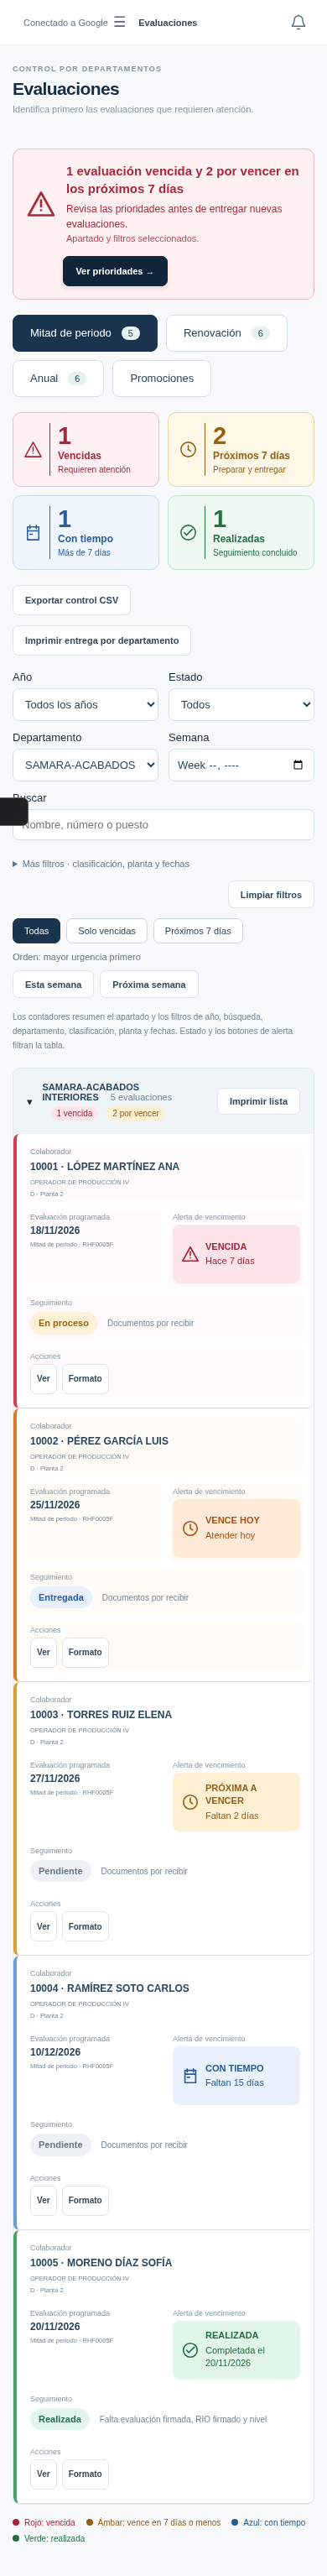 Conectado a Google ☰ Evaluaciones
CONTROL POR DEPARTAMENTOS
Evaluaciones
Identifica primero las evaluaciones que requieren atención.
1 evaluación vencida y 2 por vencer en
los próximos 7 días
Revisa las prioridades antes de entregar nuevas
evaluaciones.
Apartado y filtros seleccionados.
Ver prioridades →
Mitad de periodo 5 Renovación 6
Anual 6 Promociones
1
Vencidas
Requieren atención
2
Próximos 7 días
Preparar y entregar
1
Con tiempo
Más de 7 días
1
Realizadas
Seguimiento concluido
Exportar control CSV
Imprimir entrega por departamento
Año Estado
Todos los años Todos
Departamento Semana
SAMARA-ACABADOS Week --, ----
Buscar
Nombre, número o puesto
▶ Más filtros · clasificación, planta y fechas
Limpiar filtros
Todas Solo vencidas Próximos 7 días
Orden: mayor urgencia primero
Esta semana Próxima semana
Los contadores resumen el apartado y los filtros de año, búsqueda,
departamento, clasificación, planta y fechas. Estado y los botones de alerta
filtran la tabla.
▼ SAMARA-ACABADOS
INTERIORES 5 evaluaciones
1 vencida 2 por vencer
Imprimir lista
Colaborador
10001 · LÓPEZ MARTÍNEZ ANA
OPERADOR DE PRODUCCIÓN IV
D · Planta 2
Evaluación programada
18/11/2026
Mitad de periodo · RHF0005F
Alerta de vencimiento
VENCIDA
Hace 7 días
Seguimiento
En proceso Documentos por recibir
Acciones
Ver Formato
Colaborador
10002 · PÉREZ GARCÍA LUIS
OPERADOR DE PRODUCCIÓN IV
D · Planta 2
Evaluación programada
25/11/2026
Mitad de periodo · RHF0005F
Alerta de vencimiento
VENCE HOY
Atender hoy
Seguimiento
Entregada Documentos por recibir
Acciones
Ver Formato
Colaborador
10003 · TORRES RUIZ ELENA
OPERADOR DE PRODUCCIÓN IV
D · Planta 2
Evaluación programada
27/11/2026
Mitad de periodo · RHF0005F
Alerta de vencimiento
PRÓXIMA A
VENCER
Faltan 2 días
Seguimiento
Pendiente Documentos por recibir
Acciones
Ver Formato
Colaborador
10004 · RAMÍREZ SOTO CARLOS
OPERADOR DE PRODUCCIÓN IV
D · Planta 2
Evaluación programada
10/12/2026
Mitad de periodo · RHF0005F
Alerta de vencimiento
CON TIEMPO
Faltan 15 días
Seguimiento
Pendiente Documentos por recibir
Acciones
Ver Formato
Colaborador
10005 · MORENO DÍAZ SOFÍA
OPERADOR DE PRODUCCIÓN IV
D · Planta 2
Evaluación programada
20/11/2026
Mitad de periodo · RHF0005F
Alerta de vencimiento
REALIZADA
Completada el
20/11/2026
Seguimiento
Realizada Falta evaluación firmada, RIO firmado y nivel
Acciones
Ver Formato
Rojo: vencida Ámbar: vence en 7 días o menos Azul: con tiempo
Verde: realizada